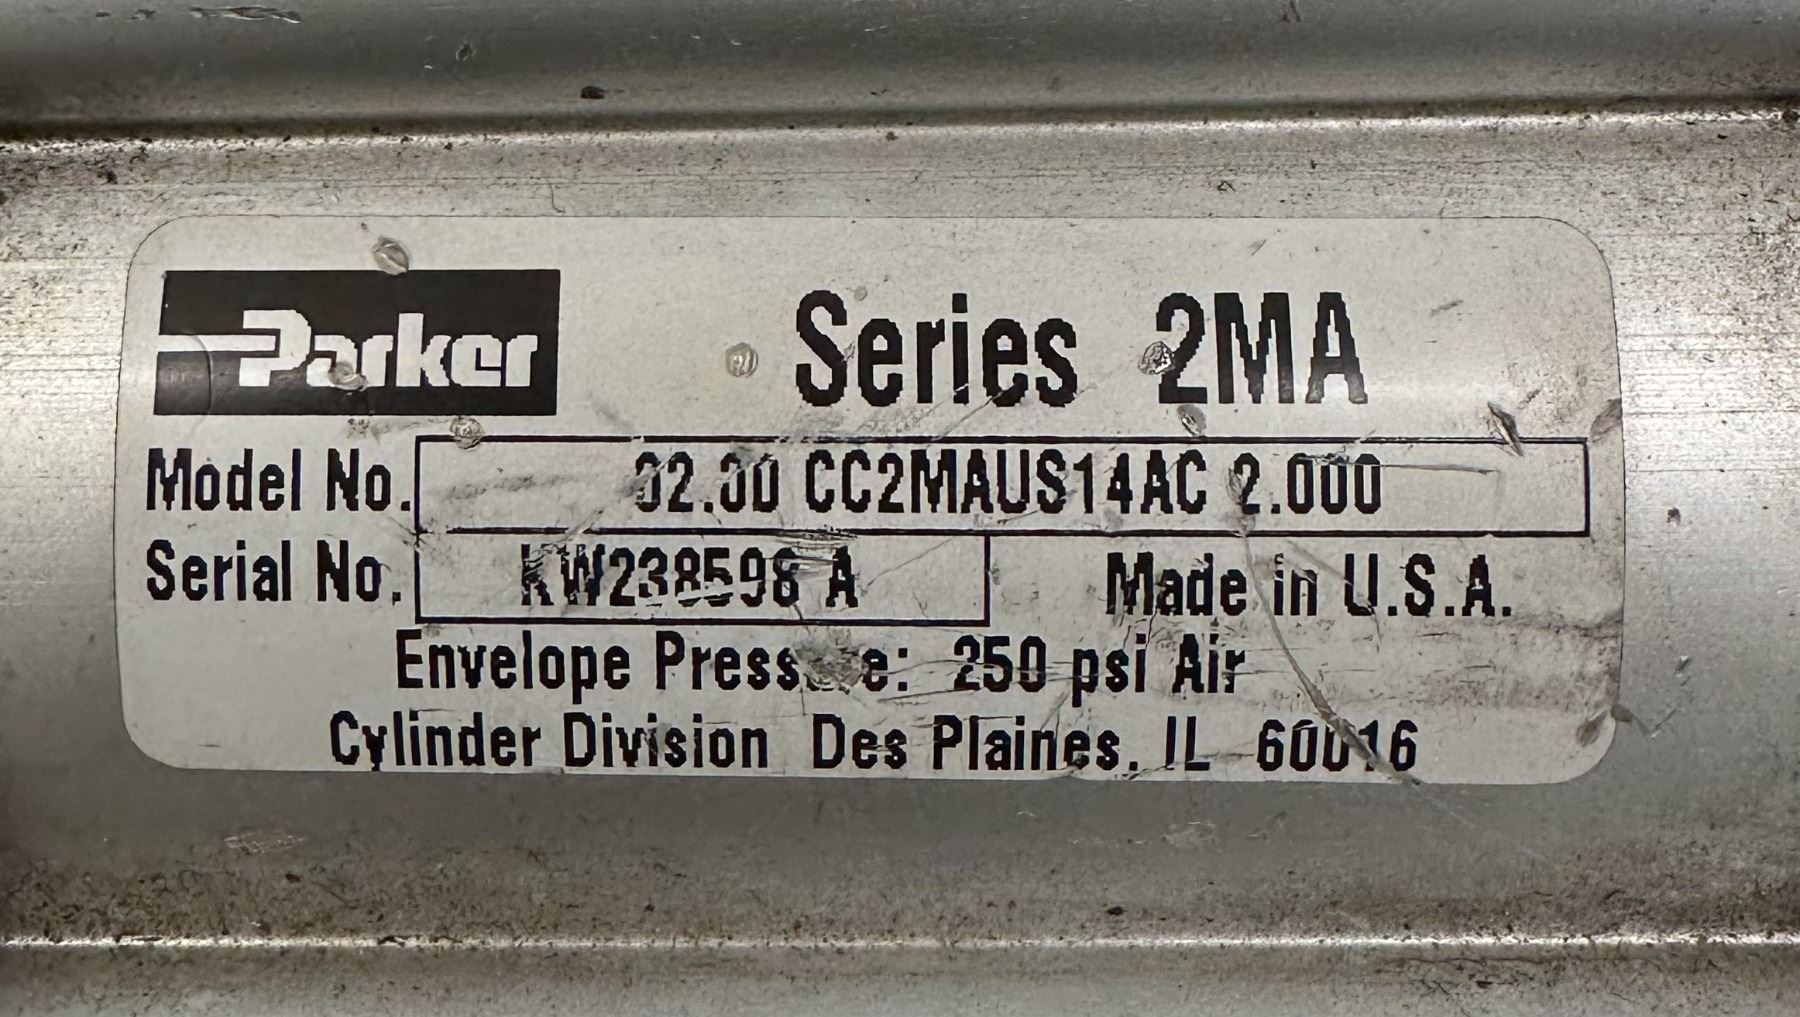 Parker Series 2MA
Model No. 02.00 CC2MAUS14AC 2.000
Serial No. KW238598 A Made in U.S.A.
Envelope Pressure: 250 psi Air
Cylinder Division Des Plaines, IL 60016